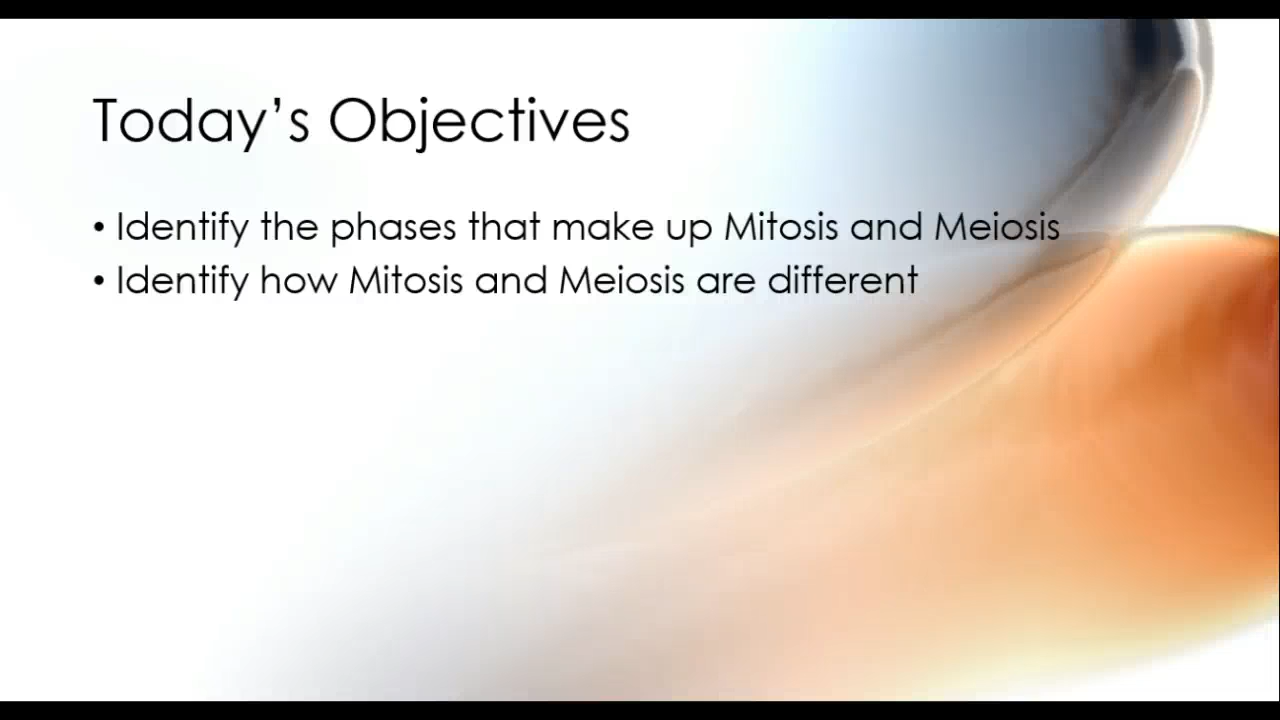 Today’s Objectives
• Identify the phases that make up Mitosis and Meiosis
• Identify how Mitosis and Meiosis are different